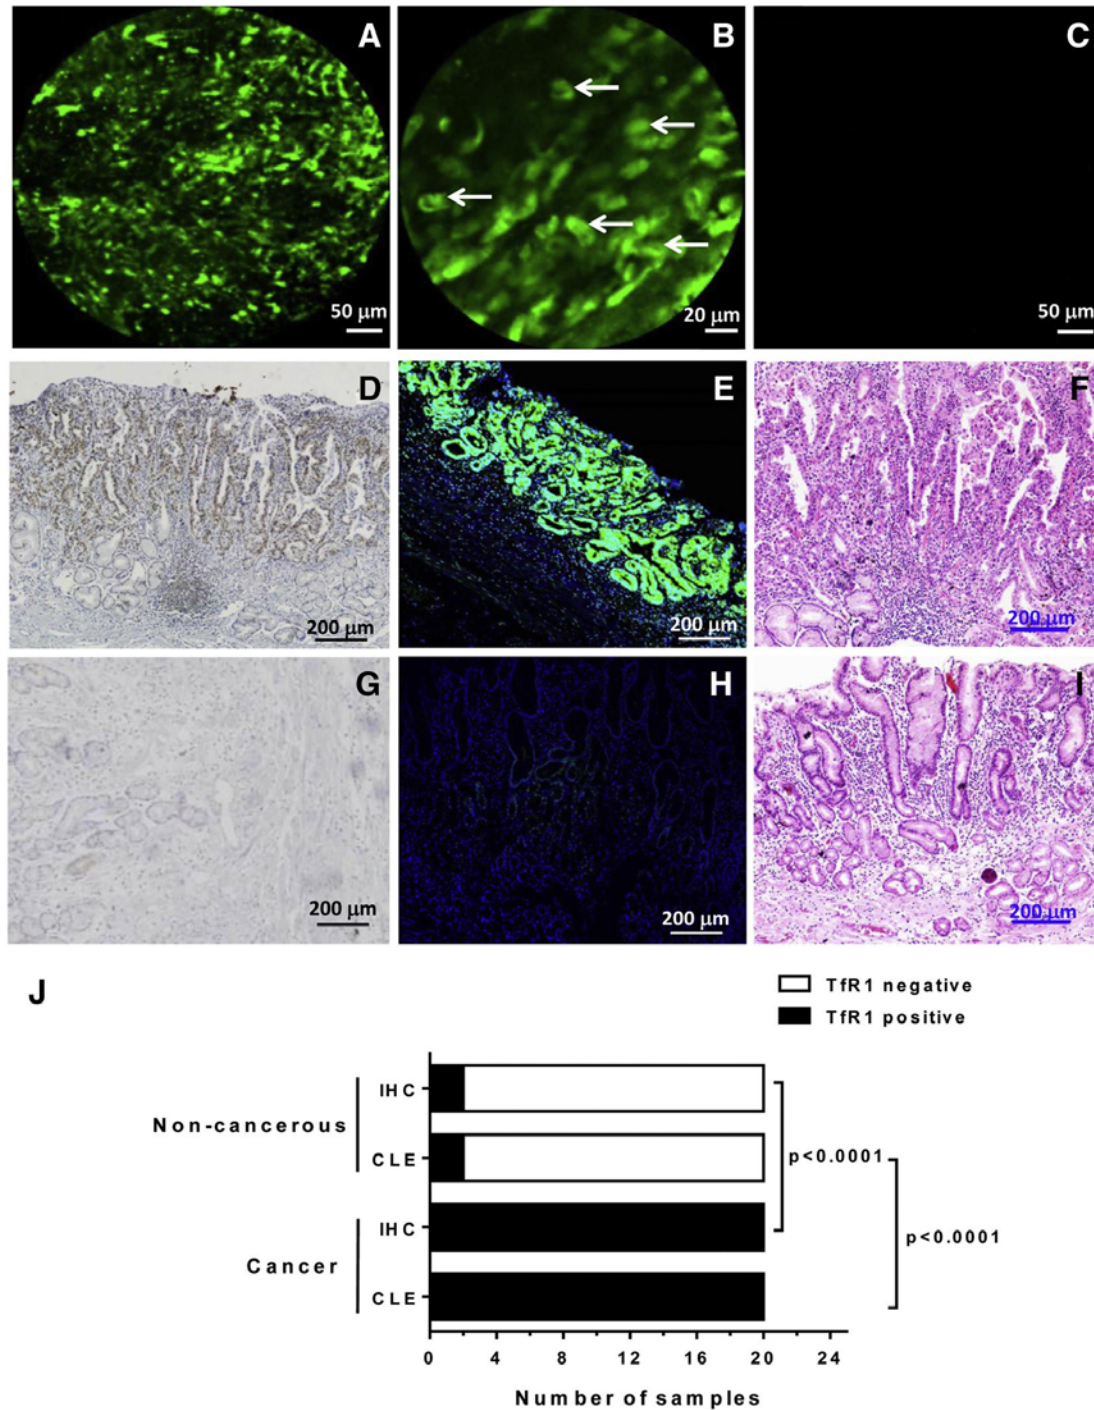 A
B
C
50 μm
20 μm
50 μm
D
E
F
200 μm
200 μm
200 μm
G
H
I
200 μm
200 μm
200 μm
J
TfR1 negative
TfR1 positive
IHC
Non-cancerous
CLE
p<0.0001
IHC
p<0.0001
Cancer
CLE
0 4 8 12 16 20 24
Number of samples